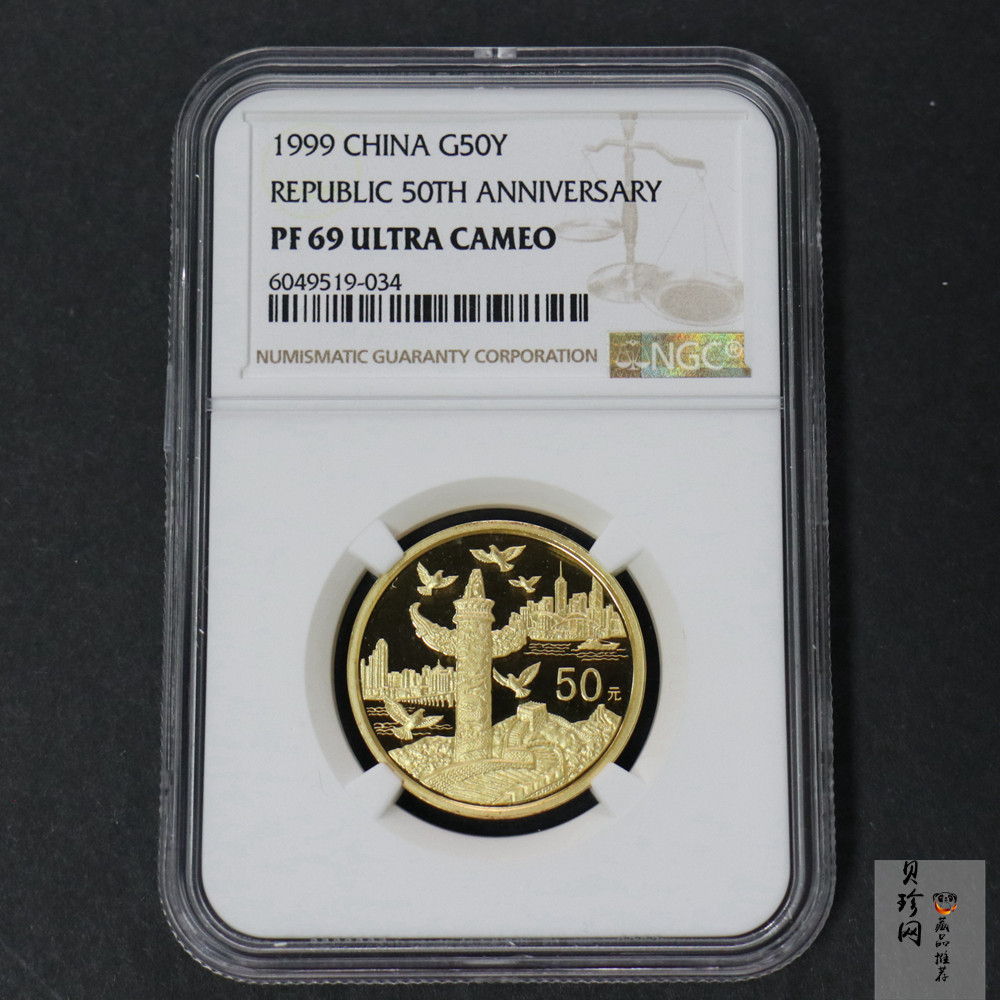 1999 CHINA G50Y
REPUBLIC 50TH ANNIVERSARY
PF 69 ULTRA CAMEO
6049519-034
NUMISMATIC GUARANTY CORPORATION
NGC®
50元
贝珍网
藏品
推荐